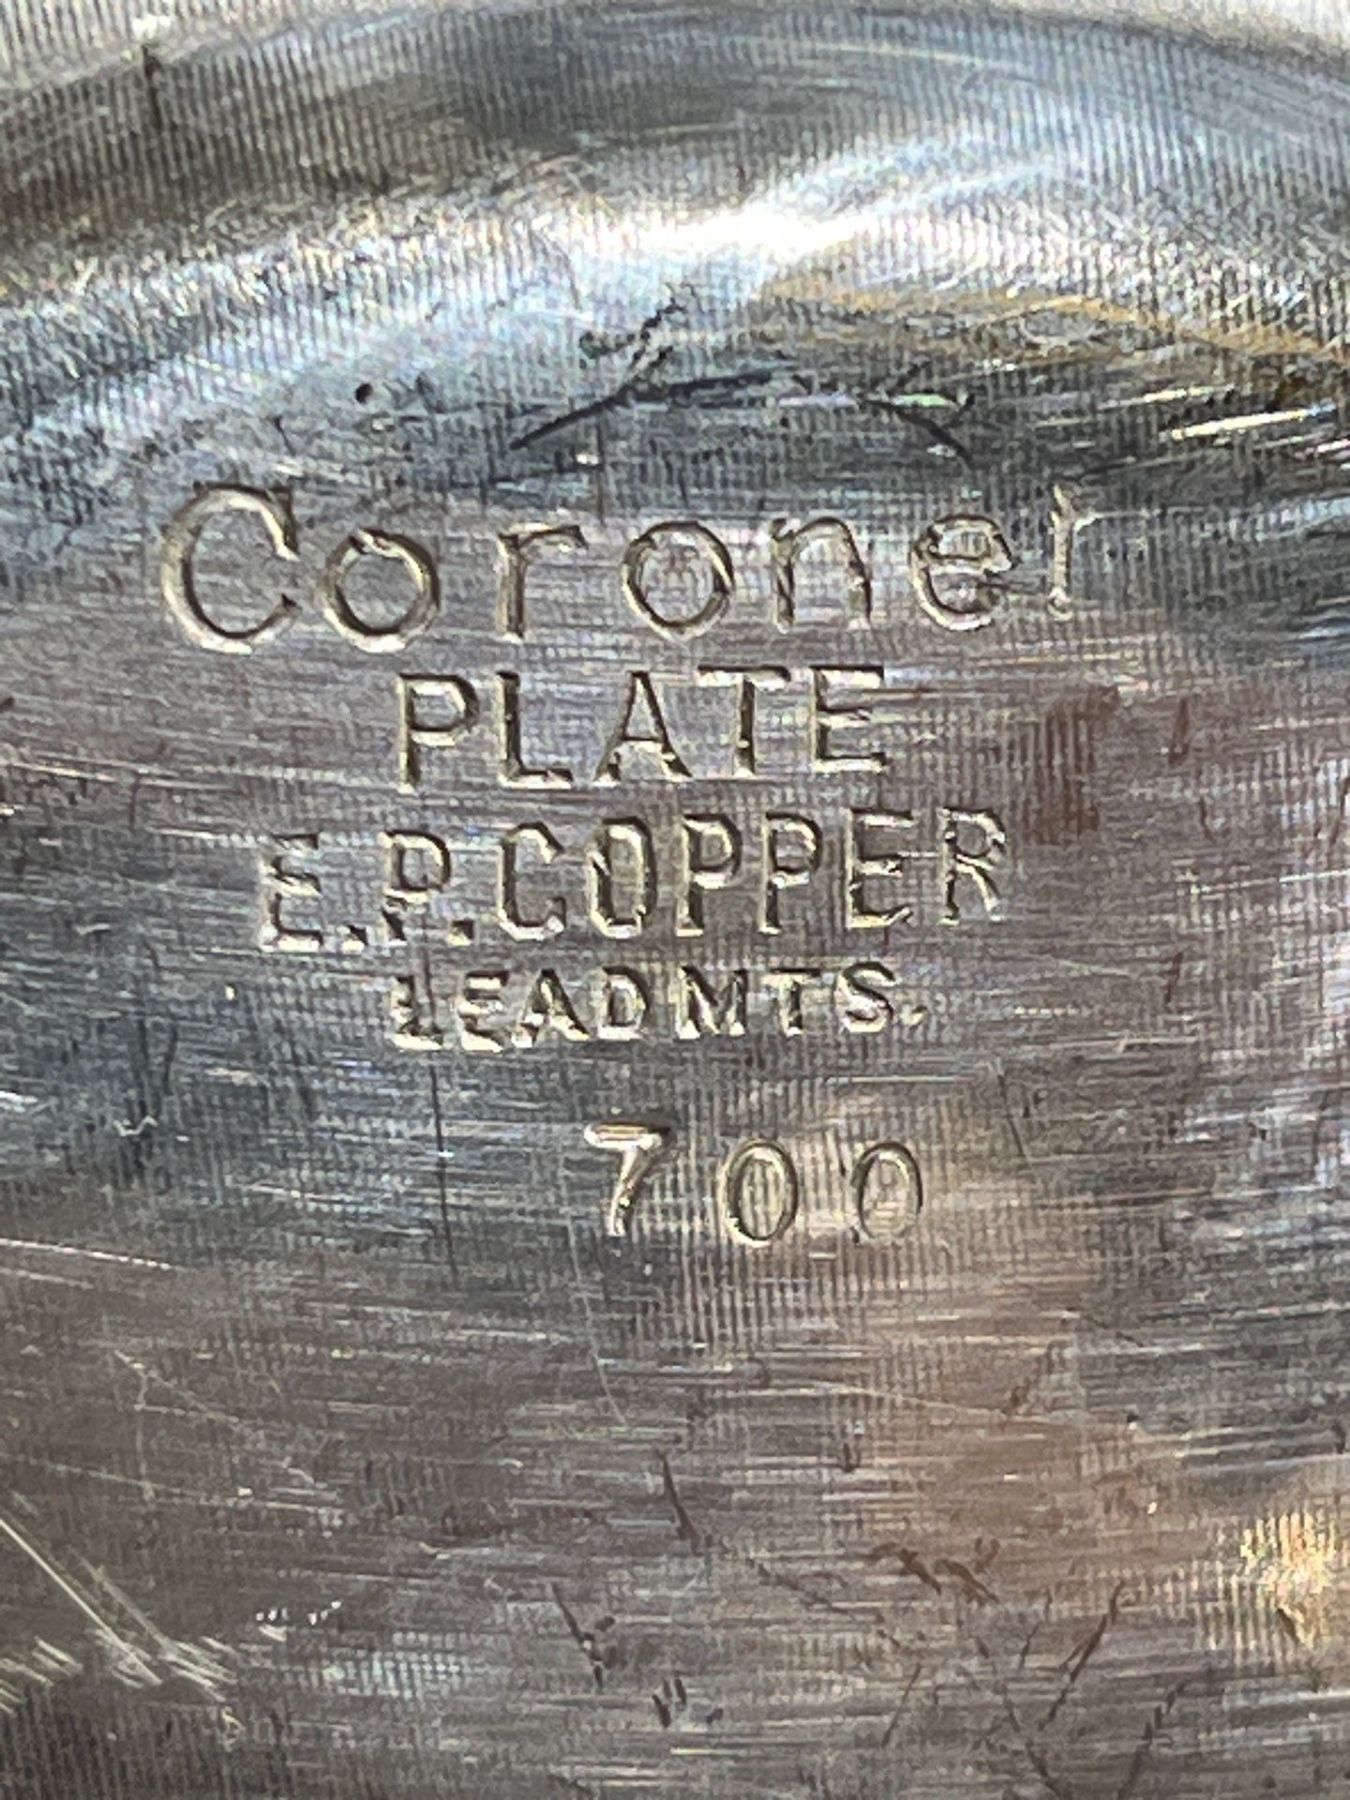 Coronet
PLATE
E.P.COPPER
LEAD MTS.
700